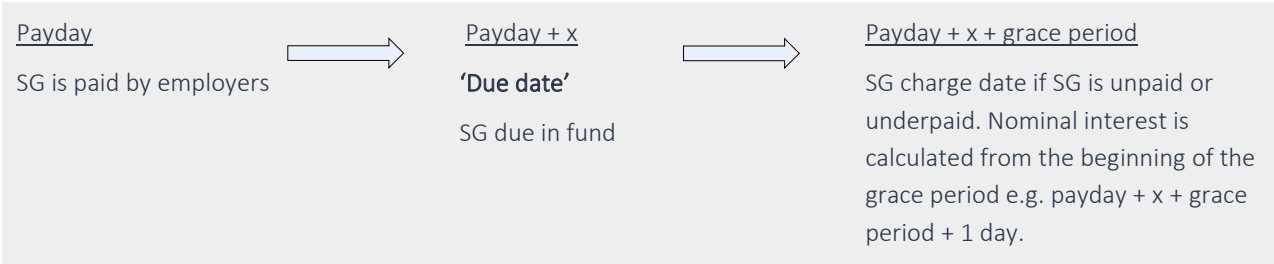 Payday
SG is paid by employers
Payday + x
‘Due date’
SG due in fund
Payday + x + grace period
SG charge date if SG is unpaid or
underpaid. Nominal interest is
calculated from the beginning of the
grace period e.g. payday + x + grace
period + 1 day.